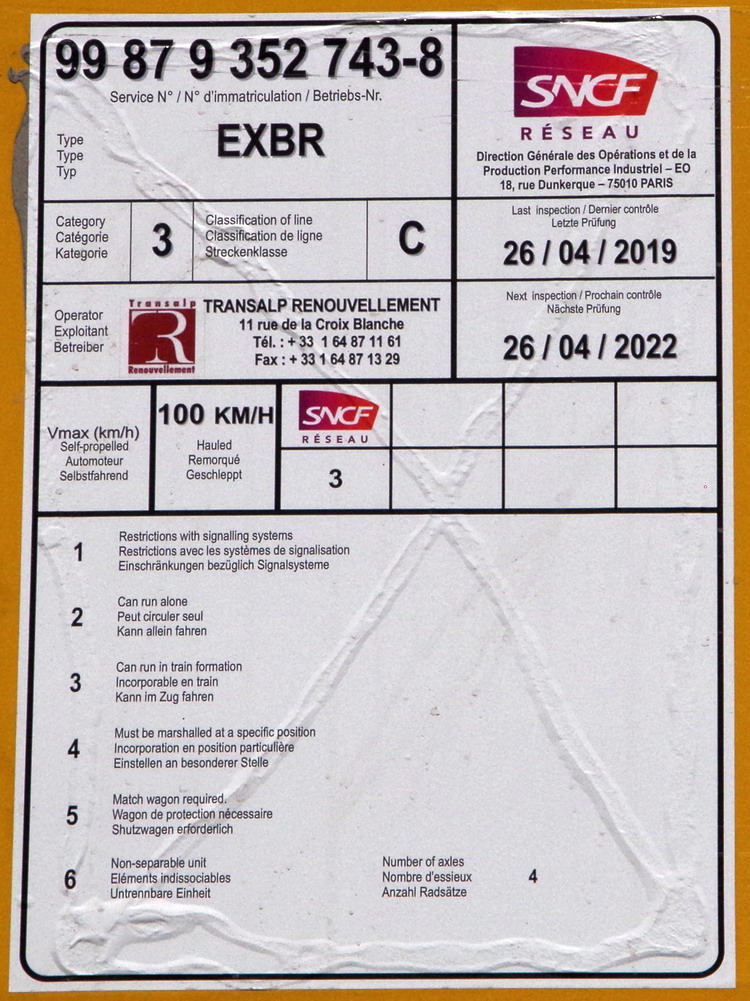 99 87 9 352 743-8
Service N° / N° d'immatriculation / Betriebs-Nr.
Type
Type
Typ
EXBR
SNCF
RÉSEAU
Direction Générale des Opérations et de la
Production Performance Industriel – EO
18, rue Dunkerque – 75010 PARIS
Category
Catégorie
Kategorie
3
Classification of line
Classification de ligne
Streckenklasse
C
Last inspection / Dernier contrôle
Letzte Prüfung
26 / 04 / 2019
Operator
Exploitant
Betreiber
Transalp
R
Renouvellement
TRANSALP RENOUVELLEMENT
11 rue de la Croix Blanche
Tél. : + 33 1 64 87 11 61
Fax : + 33 1 64 87 13 29
Next inspection / Prochain contrôle
Nächste Prüfung
26 / 04 / 2022
Vmax (km/h)
Self-propelled
Automoteur
Selbstfahrend
100 KM/H
Hauled
Remorqué
Geschleppt
SNCF
RÉSEAU
3
1
Restrictions with signalling systems
Restrictions avec les systèmes de signalisation
Einschränkungen bezüglich Signalsysteme
2
Can run alone
Peut circuler seul
Kann allein fahren
3
Can run in train formation
Incorporable en train
Kann im Zug fahren
4
Must be marshalled at a specific position
Incorporation en position particulière
Einstellen an besonderer Stelle
5
Match wagon required.
Wagon de protection nécessaire
Shutzwagen erforderlich
6
Non-separable unit
Eléments indissociables
Untrennbare Einheit
Number of axles
Nombre d'essieux
Anzahl Radsätze
4